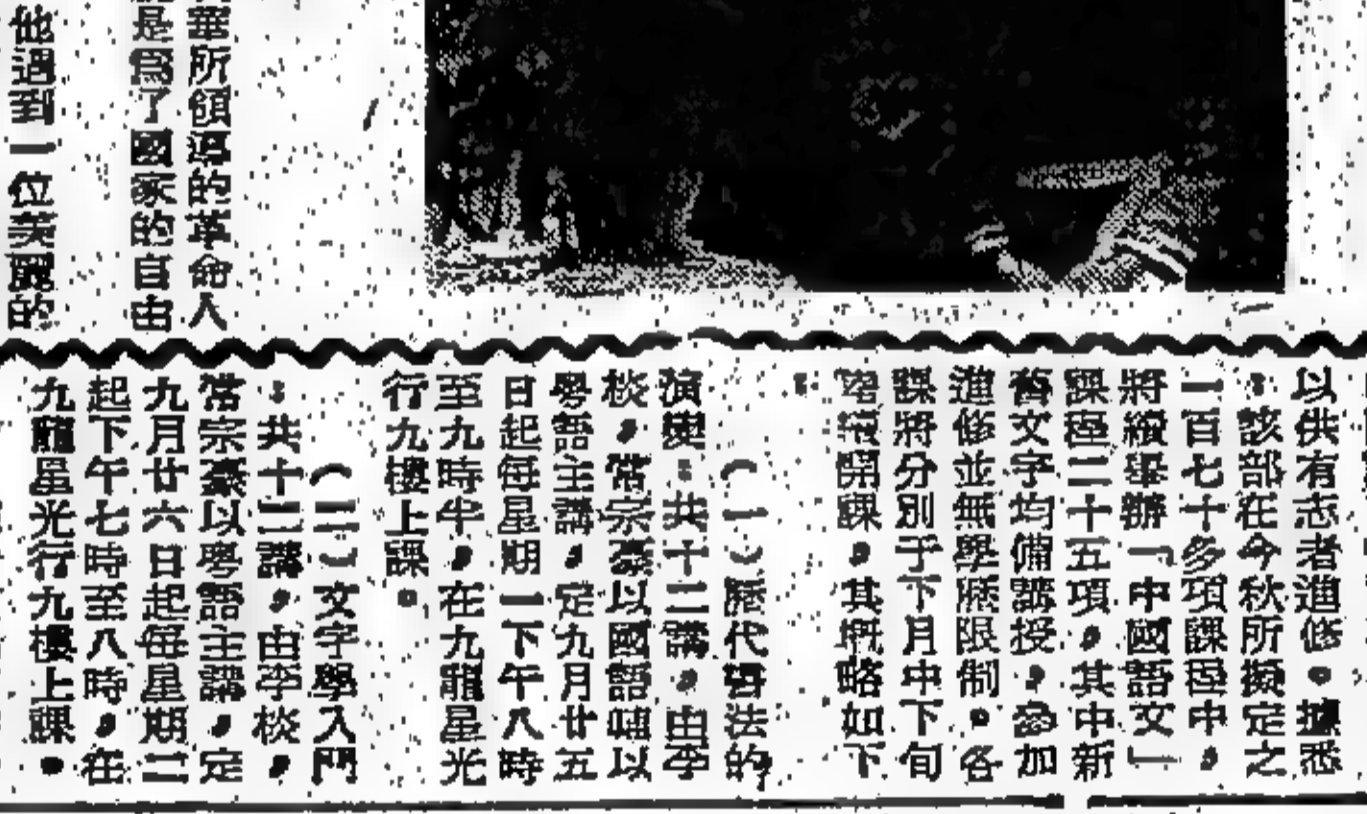 華所領導的革命人
是爲了國家的自由
他遇到一位美麗的
以供有志者進修。據悉
:該部在今秋所擬定之
一百七十多項課程中,
將續舉辦「中國語文」
課程二十五項,其中新
舊文字均備講授,參加
進修並無學歷限制。各
課將分別于下月中下旬
陸續開課,其概略如下
:
(一)歷代書法的
演變:共十二講,由李
棪,常宗豪以國語輔以
粵語主講,定九月廿五
日起每星期一下午八時
至九時半,在九龍星光
行九樓上課。
(二)文字學入門
:共十二講,由李棪,
常宗豪以粵語主講,定
九月廿六日起每星期二
起下午七時至八時,在
九龍星光行九樓上課。